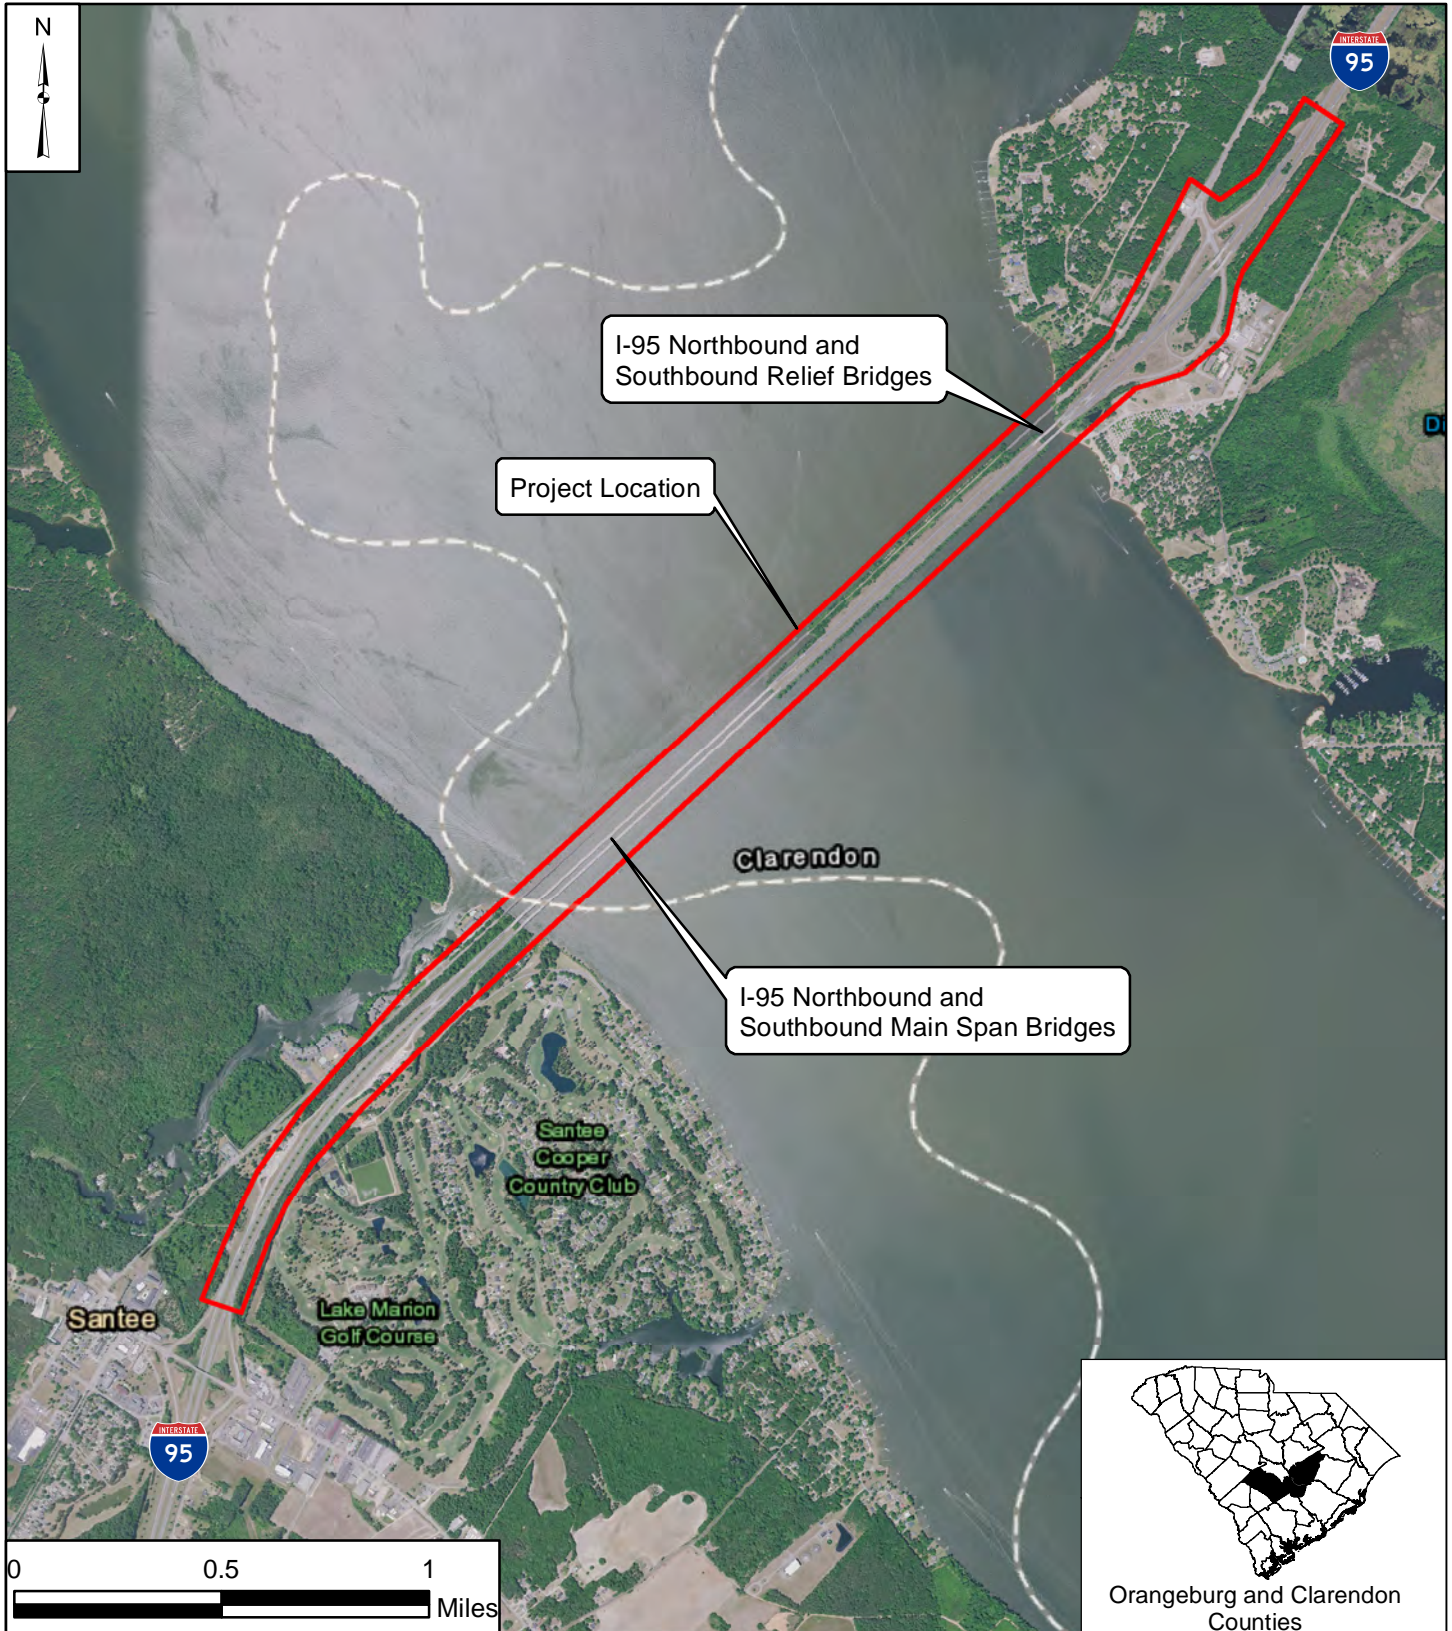 N
INTERSTATE
95
I-95 Northbound and
Southbound Relief Bridges
Di
Project Location
Clarendon
I-95 Northbound and
Southbound Main Span Bridges
Santee
Cooper
Country Club
Santee
Lake Marion
Golf Course
INTERSTATE
95
0 0.5 1
Miles
Orangeburg and Clarendon
Counties